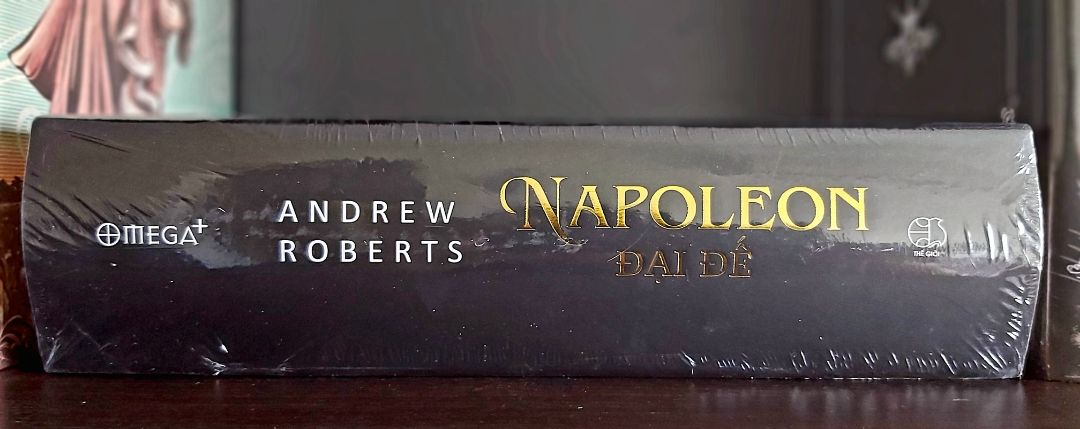 OMEGA+
ANDREW
ROBERTS
NAPOLEON
ĐẠI ĐẾ
THẾ GIỚI